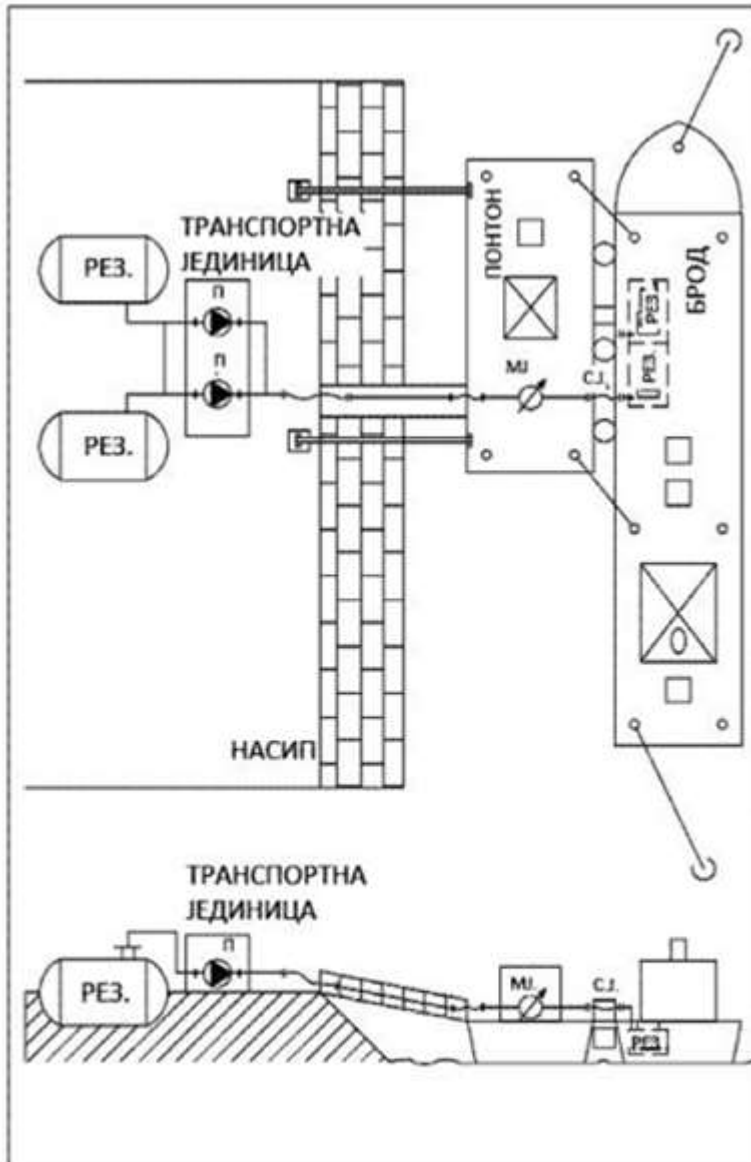 ТРАНСПОРТНА
ЈЕДИНИЦА
РЕЗ.
П
П
РЕЗ.
ПОНТОН
БРОД
РЕЗ.
РЕЗ.
МЈ.
С.Ј.
НАСИП
ТРАНСПОРТНА
ЈЕДИНИЦА
П
РЕЗ.
МЈ.
С.Ј.
РЕЗ